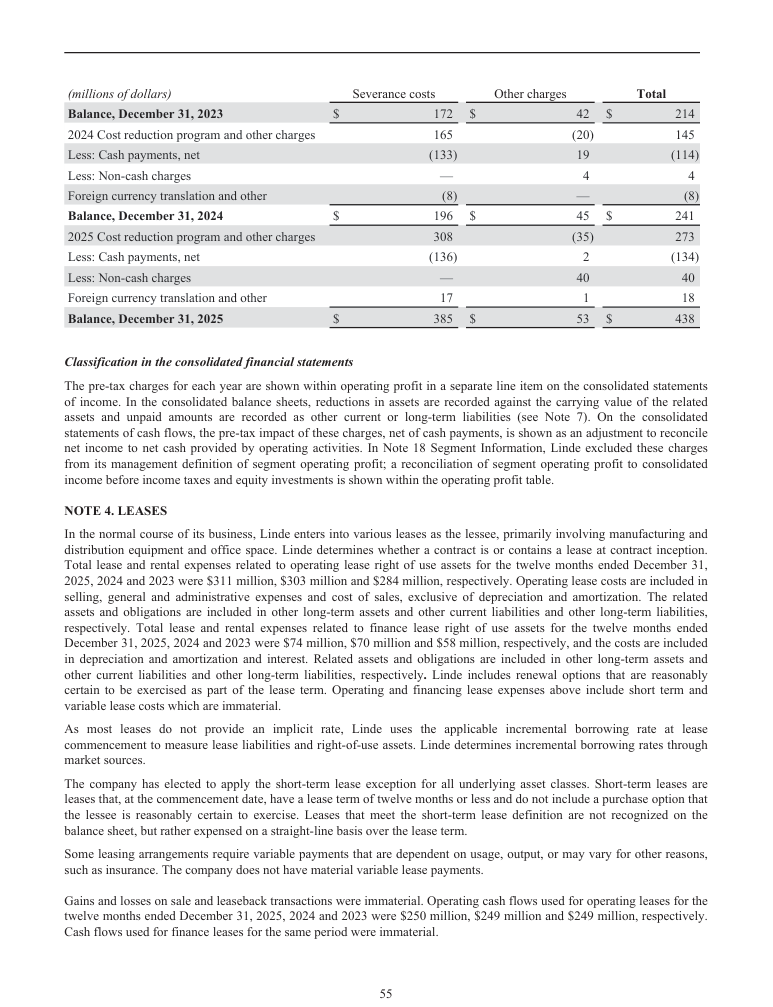 (millions of dollars) Severance costs Other charges Total
Balance, December 31, 2023 $ 172 $ 42 $ 214
2024 Cost reduction program and other charges 165 (20) 145
Less: Cash payments, net (133) 19 (114)
Less: Non-cash charges — 4 4
Foreign currency translation and other (8) — (8)
Balance, December 31, 2024 $ 196 $ 45 $ 241
2025 Cost reduction program and other charges 308 (35) 273
Less: Cash payments, net (136) 2 (134)
Less: Non-cash charges — 40 40
Foreign currency translation and other 17 1 18
Balance, December 31, 2025 $ 385 $ 53 $ 438
Classification in the consolidated financial statements
The pre-tax charges for each year are shown within operating profit in a separate line item on the consolidated statements
of income. In the consolidated balance sheets, reductions in assets are recorded against the carrying value of the related
assets and unpaid amounts are recorded as other current or long-term liabilities (see Note 7). On the consolidated
statements of cash flows, the pre-tax impact of these charges, net of cash payments, is shown as an adjustment to reconcile
net income to net cash provided by operating activities. In Note 18 Segment Information, Linde excluded these charges
from its management definition of segment operating profit; a reconciliation of segment operating profit to consolidated
income before income taxes and equity investments is shown within the operating profit table.
NOTE 4. LEASES
In the normal course of its business, Linde enters into various leases as the lessee, primarily involving manufacturing and
distribution equipment and office space. Linde determines whether a contract is or contains a lease at contract inception.
Total lease and rental expenses related to operating lease right of use assets for the twelve months ended December 31,
2025, 2024 and 2023 were $311 million, $303 million and $284 million, respectively. Operating lease costs are included in
selling, general and administrative expenses and cost of sales, exclusive of depreciation and amortization. The related
assets and obligations are included in other long-term assets and other current liabilities and other long-term liabilities,
respectively. Total lease and rental expenses related to finance lease right of use assets for the twelve months ended
December 31, 2025, 2024 and 2023 were $74 million, $70 million and $58 million, respectively, and the costs are included
in depreciation and amortization and interest. Related assets and obligations are included in other long-term assets and
other current liabilities and other long-term liabilities, respectively. Linde includes renewal options that are reasonably
certain to be exercised as part of the lease term. Operating and financing lease expenses above include short term and
variable lease costs which are immaterial.
As most leases do not provide an implicit rate, Linde uses the applicable incremental borrowing rate at lease
commencement to measure lease liabilities and right-of-use assets. Linde determines incremental borrowing rates through
market sources.
The company has elected to apply the short-term lease exception for all underlying asset classes. Short-term leases are
leases that, at the commencement date, have a lease term of twelve months or less and do not include a purchase option that
the lessee is reasonably certain to exercise. Leases that meet the short-term lease definition are not recognized on the
balance sheet, but rather expensed on a straight-line basis over the lease term.
Some leasing arrangements require variable payments that are dependent on usage, output, or may vary for other reasons,
such as insurance. The company does not have material variable lease payments.
Gains and losses on sale and leaseback transactions were immaterial. Operating cash flows used for operating leases for the
twelve months ended December 31, 2025, 2024 and 2023 were $250 million, $249 million and $249 million, respectively.
Cash flows used for finance leases for the same period were immaterial.
55